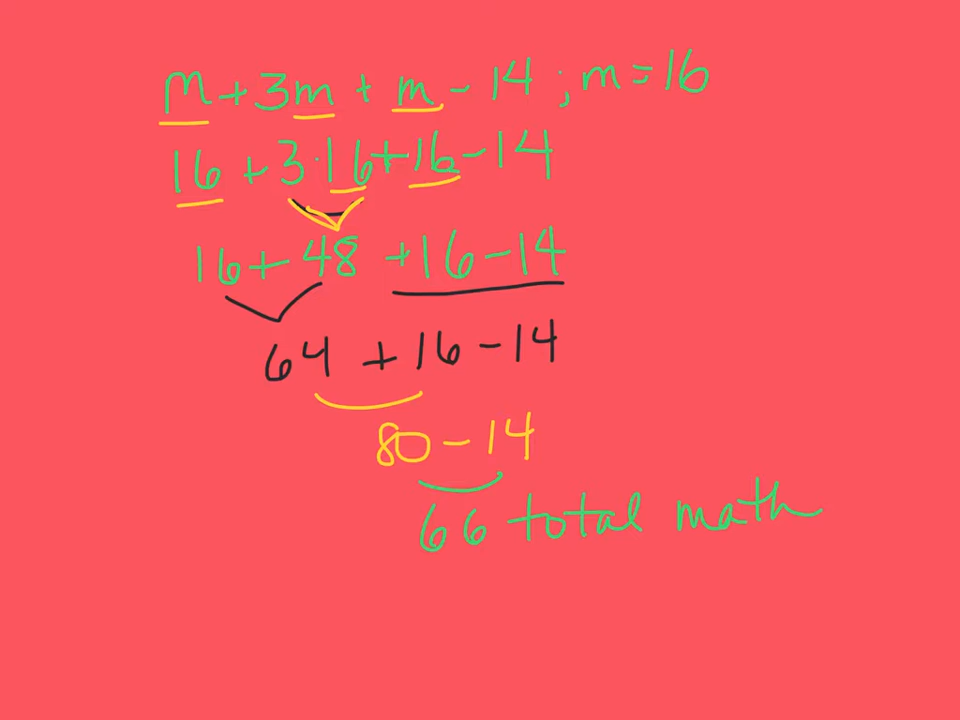 m + 3m + m - 14 ; m = 16
16 + 3·16 + 16 - 14
16 + 48 + 16 - 14
64 + 16 - 14
80 - 14
66 total math